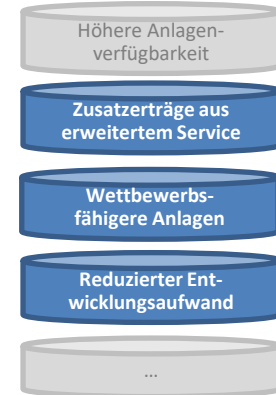 Höhere Anlagen-
verfügbarkeit
Zusatzerträge aus
erweitertem Service
Wettbewerbs-
fähigere Anlagen
Reduzierter Ent-
wicklungsaufwand
...